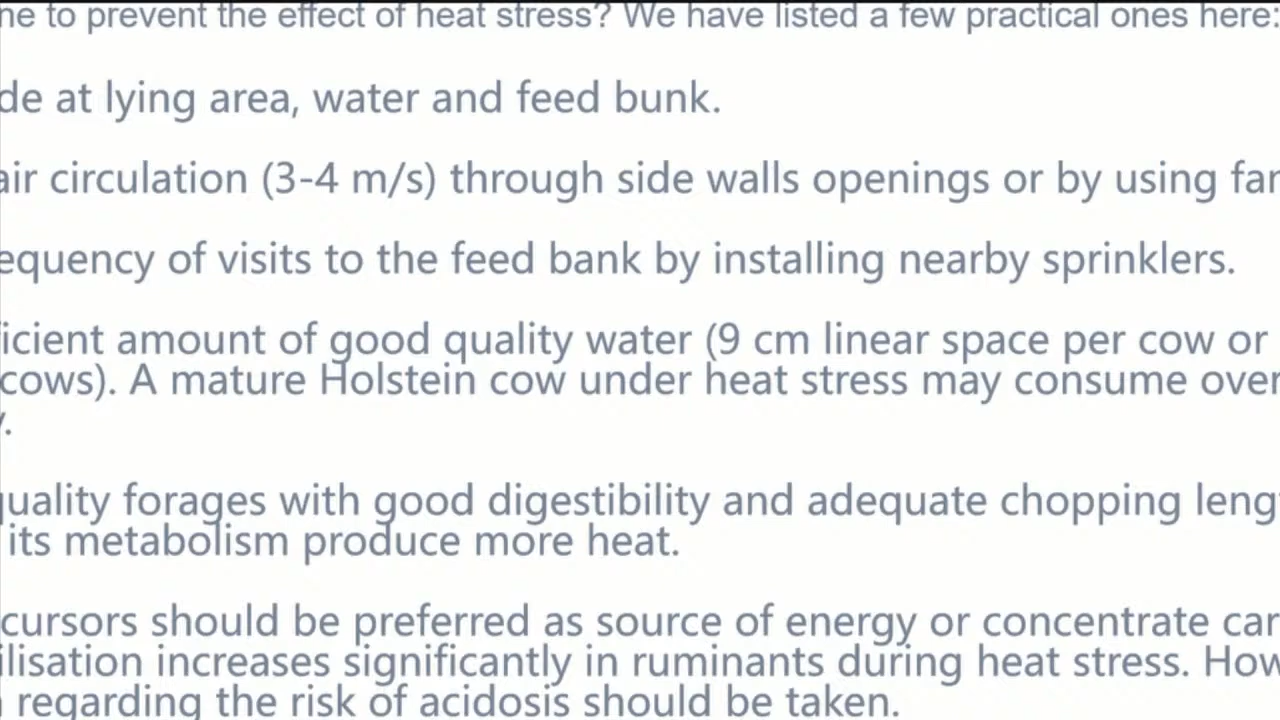 ne to prevent the effect of heat stress? We have listed a few practical ones here:
de at lying area, water and feed bunk.
air circulation (3-4 m/s) through side walls openings or by using fan
equency of visits to the feed bank by installing nearby sprinklers.
icient amount of good quality water (9 cm linear space per cow or
cows). A mature Holstein cow under heat stress may consume over
.
quality forages with good digestibility and adequate chopping leng
its metabolism produce more heat.
cursors should be preferred as source of energy or concentrate car
ilisation increases significantly in ruminants during heat stress. How
regarding the risk of acidosis should be taken.